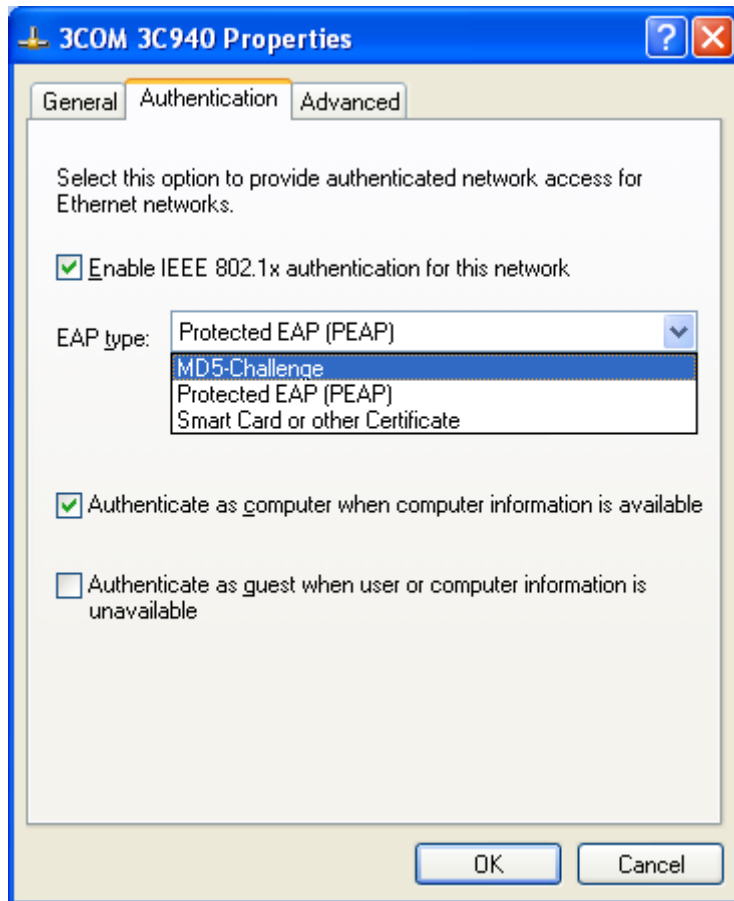 3COM 3C940 Properties
General Authentication Advanced
Select this option to provide authenticated network access for
Ethernet networks.
Enable IEEE 802.1x authentication for this network
EAP type: Protected EAP (PEAP)
MD5-Challenge
Protected EAP (PEAP)
Smart Card or other Certificate
Authenticate as computer when computer information is available
Authenticate as guest when user or computer information is
unavailable
OK Cancel